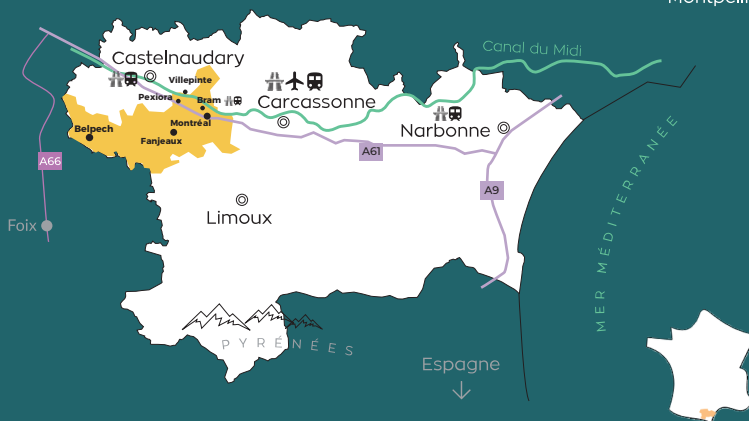 Canal du Midi
Castelnaudary
Villepinte
Pexiora
Bram
Carcassonne
Montréal
Narbonne
Belpech
Fanjeaux
A61
A66
A9
Limoux
Foix
MER MÉDITERRANÉE
PYRÉNÉES
Espagne